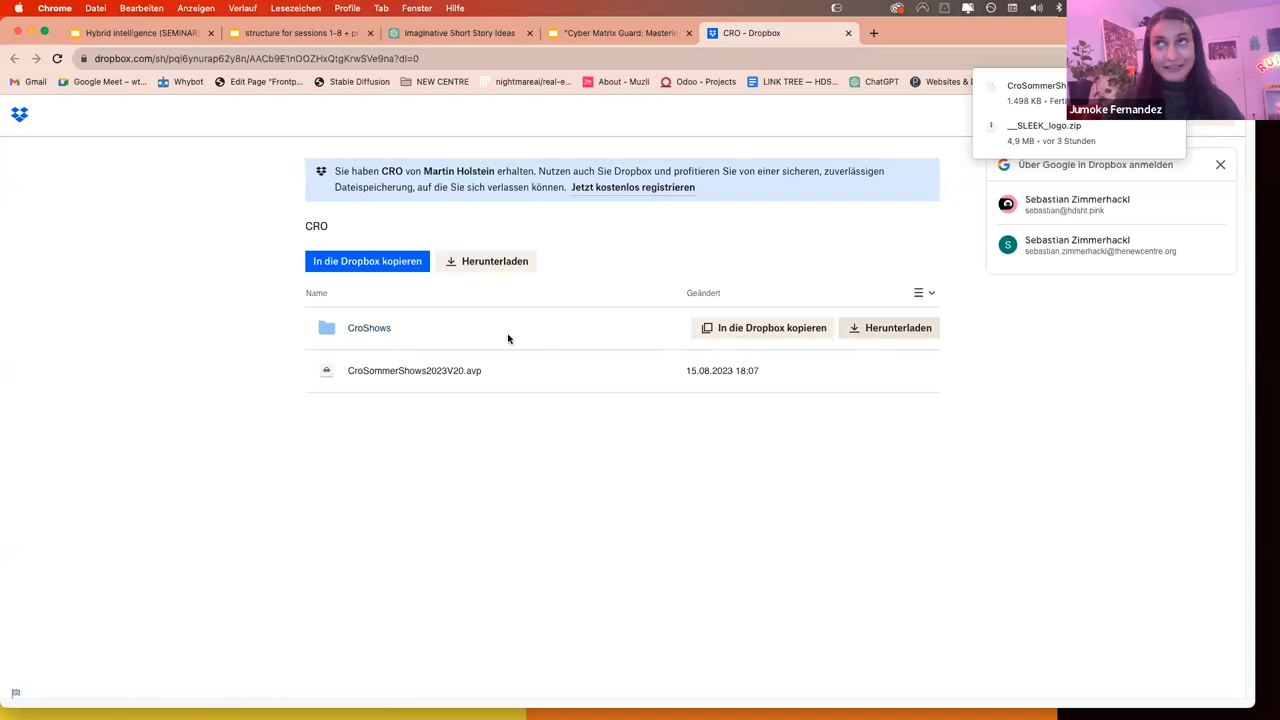 Chrome Datei Bearbeiten Anzeigen Verlauf Lesezeichen Profile Tab Fenster Hilfe
Hybrid intelligence (SEMINAR) structure for sessions 1–8 + p Imaginative Short Story Ideas "Cyber Matrix Guard: Masterin CRO - Dropbox
dropbox.com/sh/pql6ynurap62y8n/AACb9E1nOOZHxQtgKrwSVe9na?dl=0
Gmail Google Meet – wt... Whybot Edit Page "Frontp... Stable Diffusion NEW CENTRE nightmareai/real-e... About - Muzli Odoo - Projects LINK TREE — HDS... ChatGPT Websites &
CroSommerSh
1.498 KB • Ferti
Jumoke Fernandez
__SLEEK_logo.zip
4,9 MB • vor 3 Stunden
Über Google in Dropbox anmelden
Sebastian Zimmerhackl
sebastian@hdsht.pink
Sebastian Zimmerhackl
sebastian.zimmerhackl@thenewcentre.org
Sie haben CRO von Martin Holstein erhalten. Nutzen auch Sie Dropbox und profitieren Sie von einer sicheren, zuverlässigen
Dateispeicherung, auf die Sie sich verlassen können. Jetzt kostenlos registrieren
CRO
In die Dropbox kopieren Herunterladen
Name Geändert
CroShows In die Dropbox kopieren Herunterladen
CroSommerShows2023V20.avp 15.08.2023 18:07